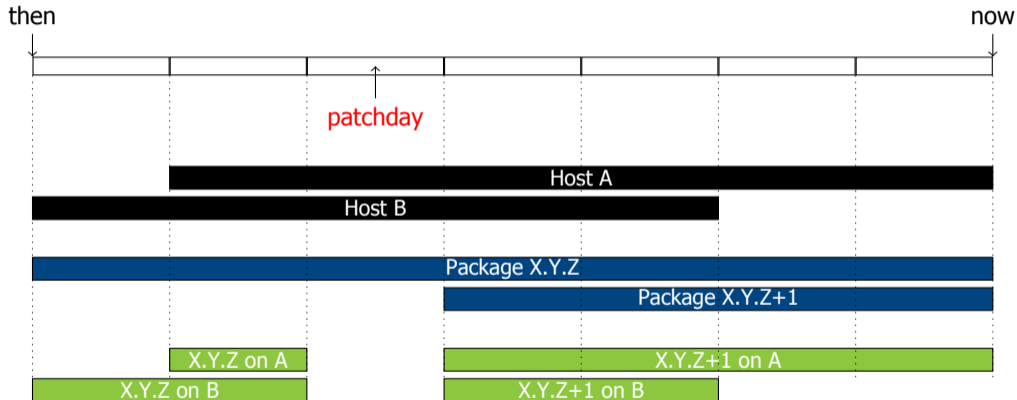 then
now
patchday
Host A
Host B
Package X.Y.Z
Package X.Y.Z+1
X.Y.Z on A
X.Y.Z+1 on A
X.Y.Z on B
X.Y.Z+1 on B